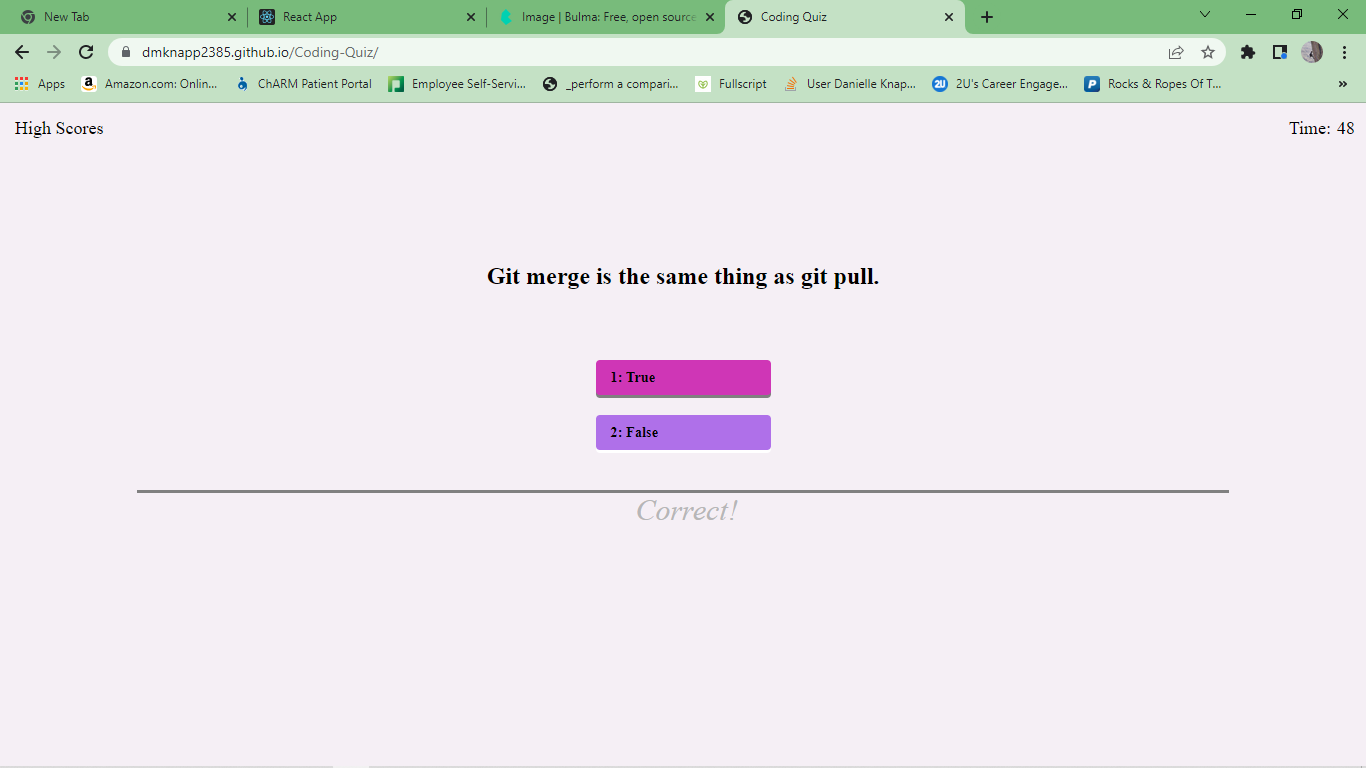 New Tab
React App
Image | Bulma: Free, open source
Coding Quiz
dmknapp2385.github.io/Coding-Quiz/
Apps
Amazon.com: Onlin...
ChARM Patient Portal
Employee Self-Servi...
_perform a compari...
Fullscript
User Danielle Knap...
2U
2U's Career Engage...
Rocks & Ropes Of T...
High Scores
Time: 48
Git merge is the same thing as git pull.
1: True
2: False
Correct!